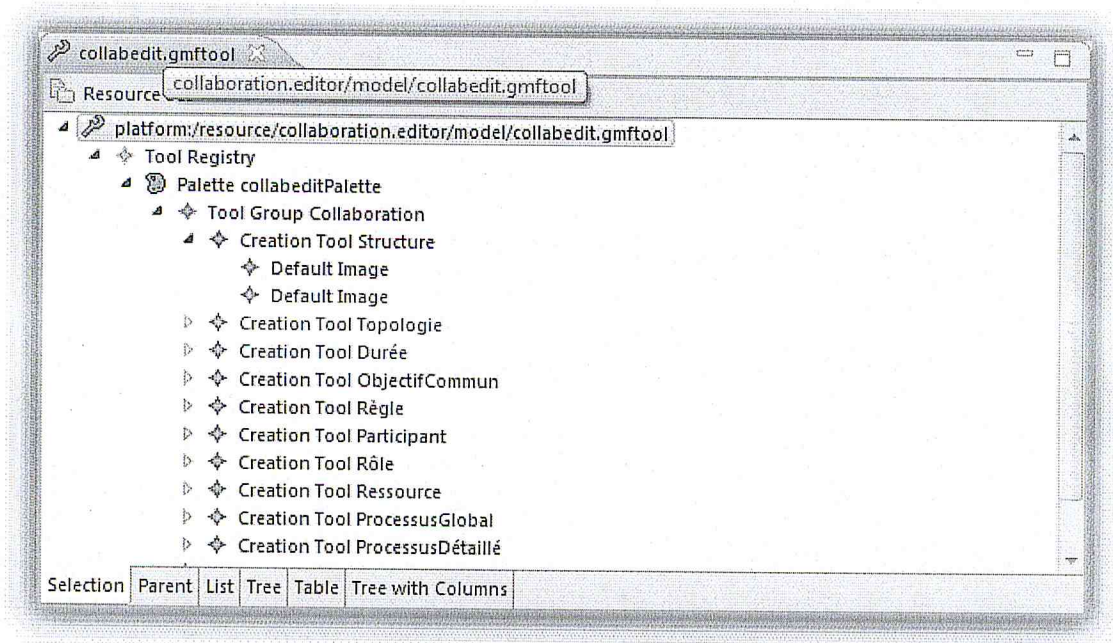 collabedit.gmftool
collaboration.editor/model/collabedit.gmftool
Resource
platform:/resource/collaboration.editor/model/collabedit.gmftool
Tool Registry
Palette collabeditPalette
Tool Group Collaboration
Creation Tool Structure
Default Image
Default Image
Creation Tool Topologie
Creation Tool Durée
Creation Tool ObjectifCommun
Creation Tool Règle
Creation Tool Participant
Creation Tool Rôle
Creation Tool Ressource
Creation Tool ProcessusGlobal
Creation Tool ProcessusDétaillé
Selection Parent List Tree Table Tree with Columns